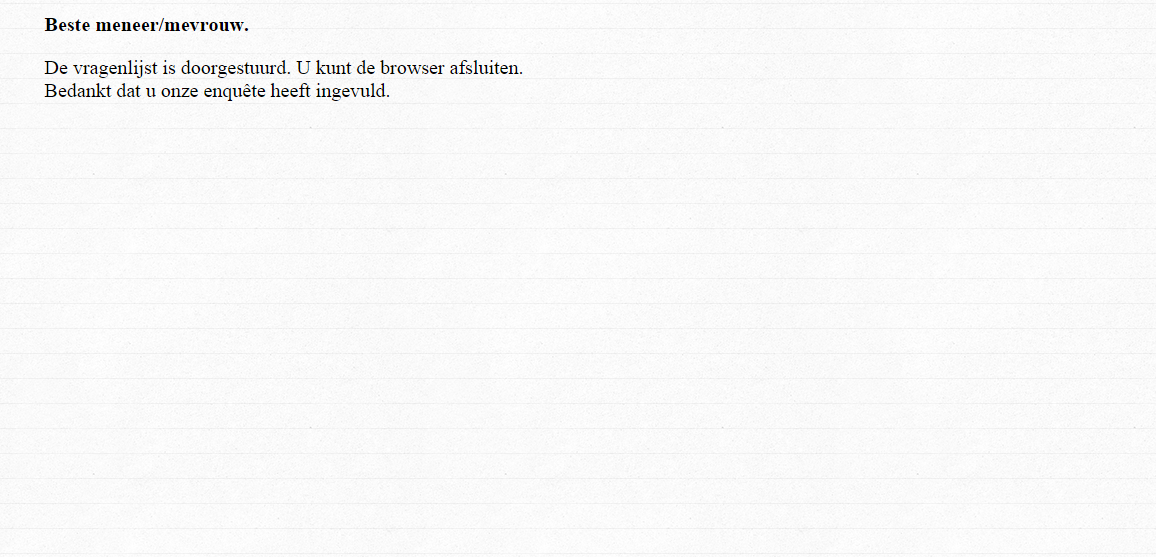 Beste meneer/mevrouw.
De vragenlijst is doorgestuurd. U kunt de browser afsluiten.
Bedankt dat u onze enquête heeft ingevuld.